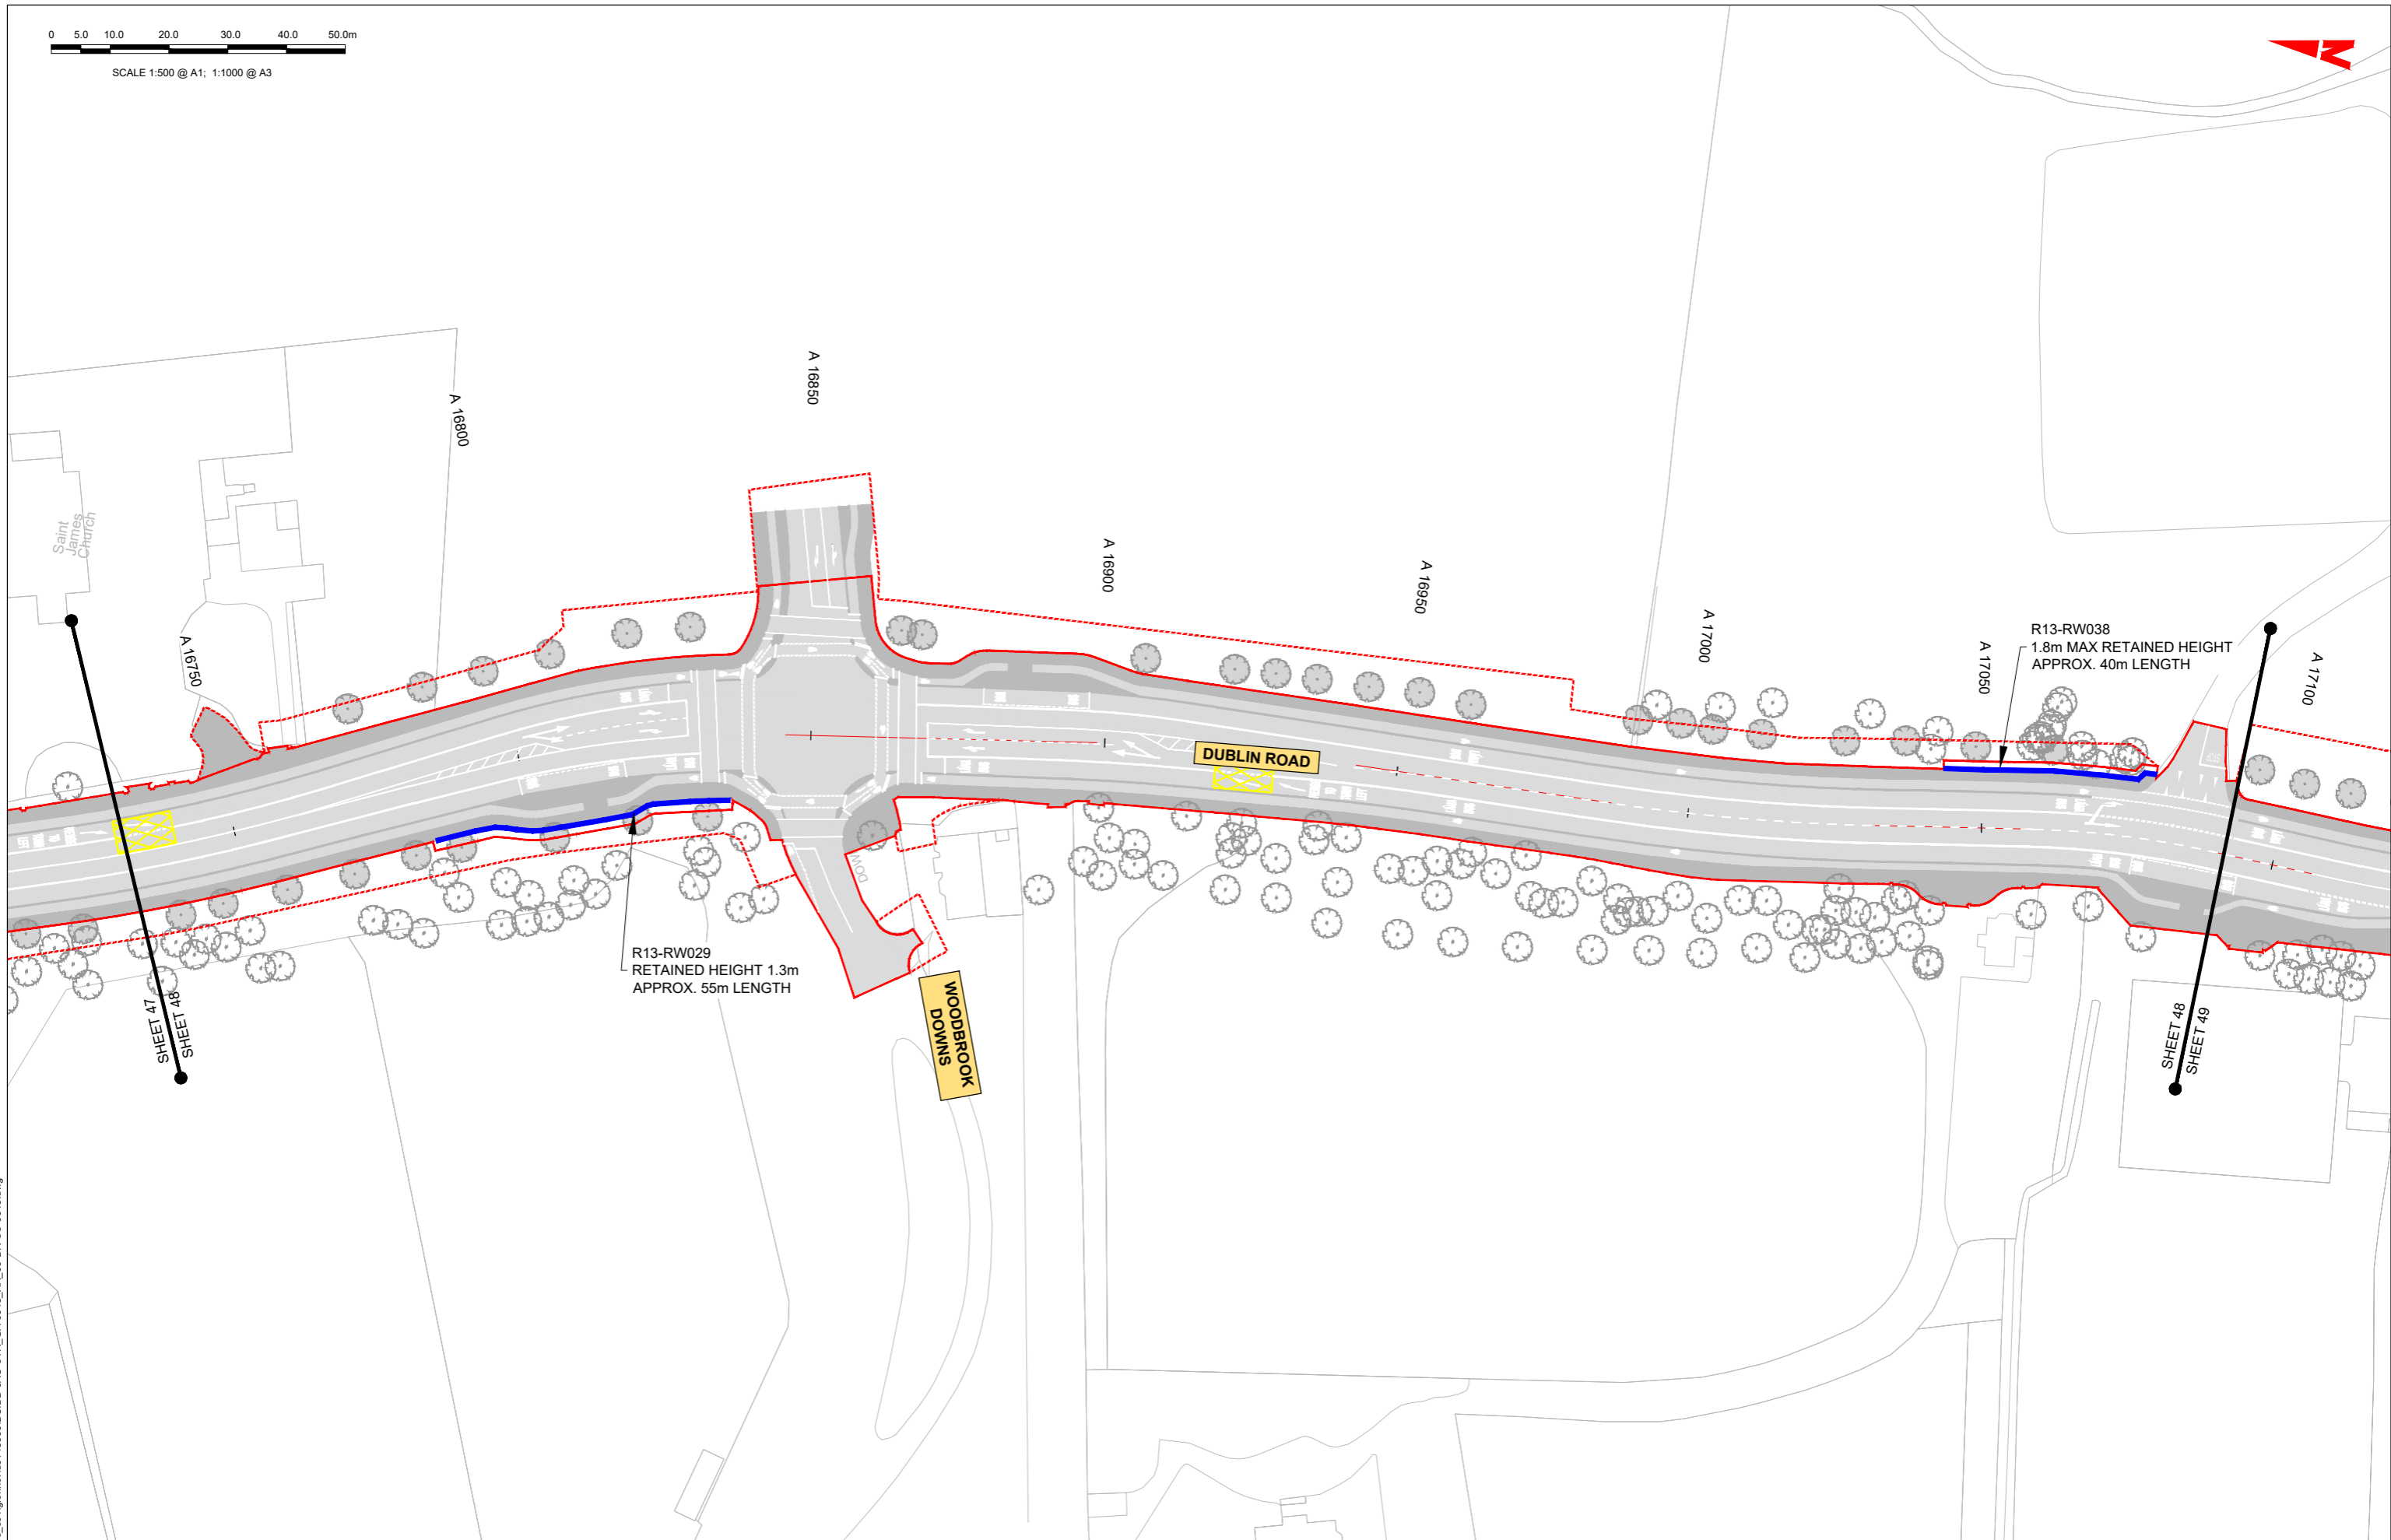 0 5.0 10.0 20.0 30.0 40.0 50.0m
SCALE 1:500 @ A1; 1:1000 @ A3
A 16850
A 16800
Saint
James
Church
A 16900
A 16950
A 16750
A 17000
A 17050
R13-RW038
1.8m MAX RETAINED HEIGHT
APPROX. 40m LENGTH
A 17100
DUBLIN ROAD
R13-RW029
RETAINED HEIGHT 1.3m
APPROX. 55m LENGTH
WOODBROOK
DOWNS
SHEET 47
SHEET 48
SHEET 48
SHEET 49